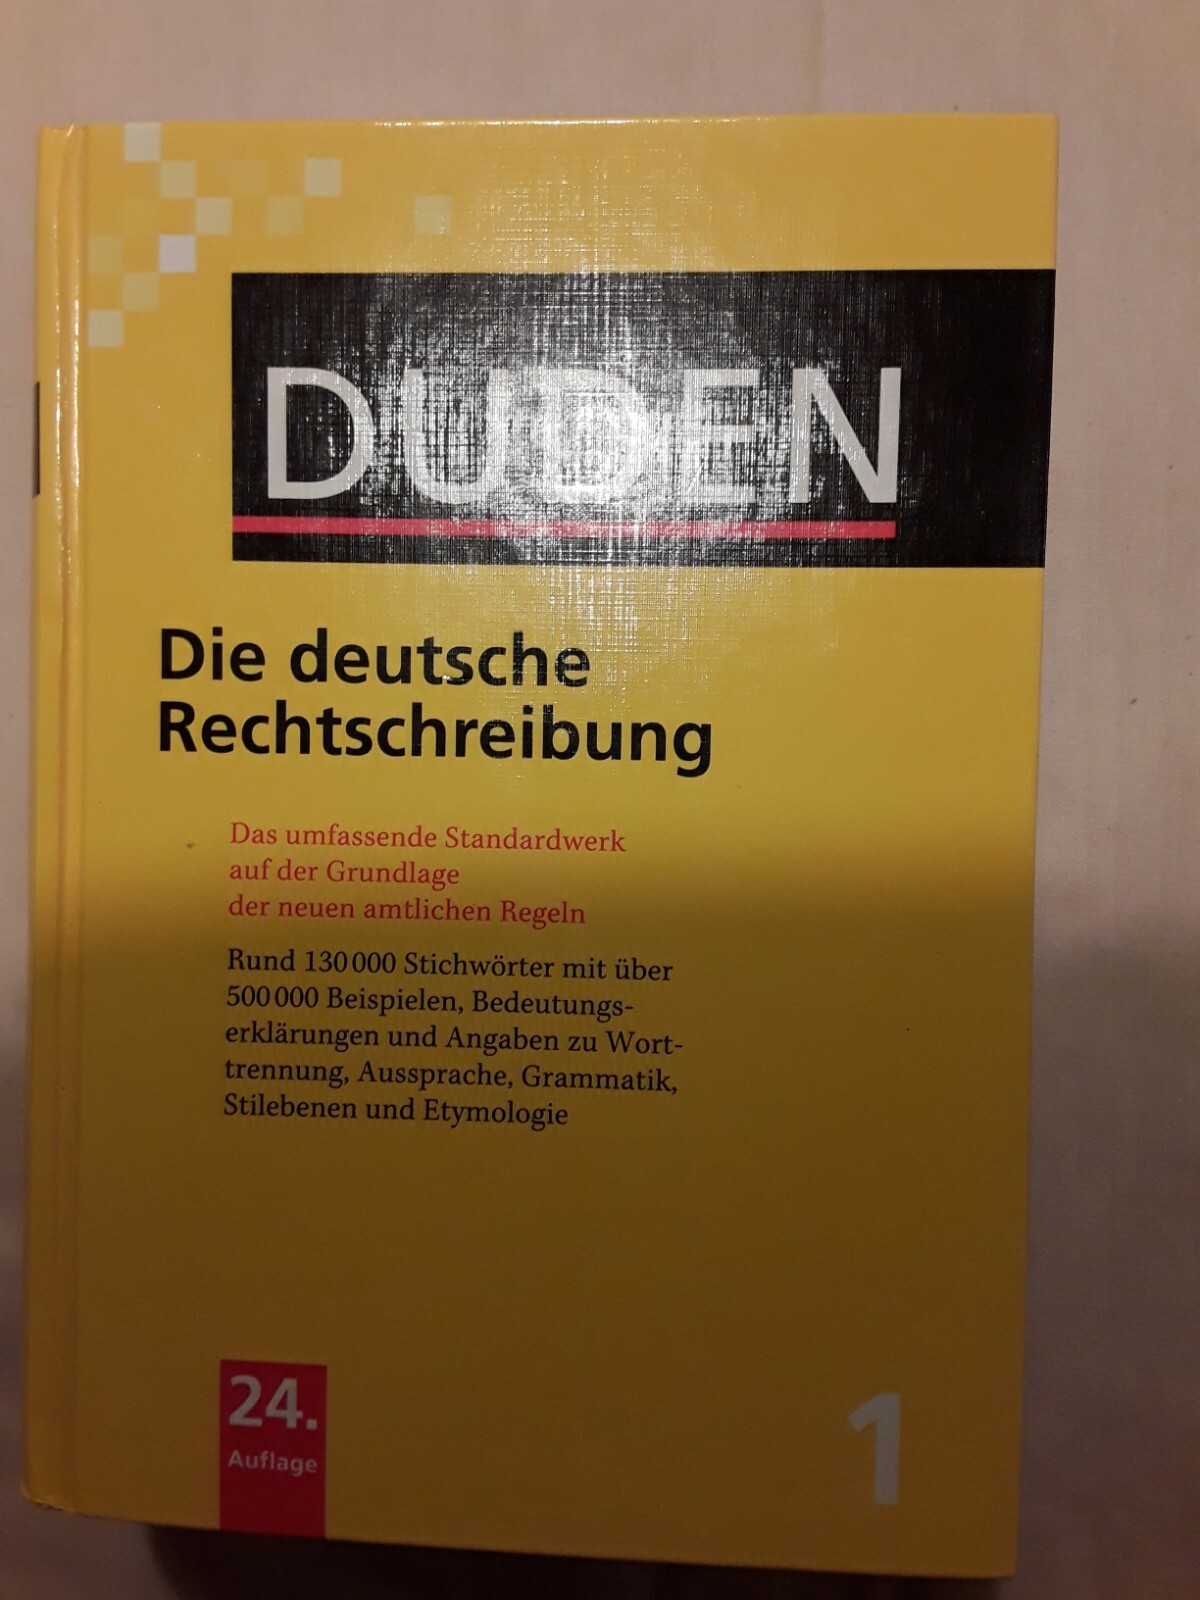 DUDEN
Die deutsche
Rechtschreibung
Das umfassende Standardwerk
auf der Grundlage
der neuen amtlichen Regeln
Rund 130 000 Stichwörter mit über
500 000 Beispielen, Bedeutungs-
erklärungen und Angaben zu Wort-
trennung, Aussprache, Grammatik,
Stilebenen und Etymologie
24.
Auflage
1